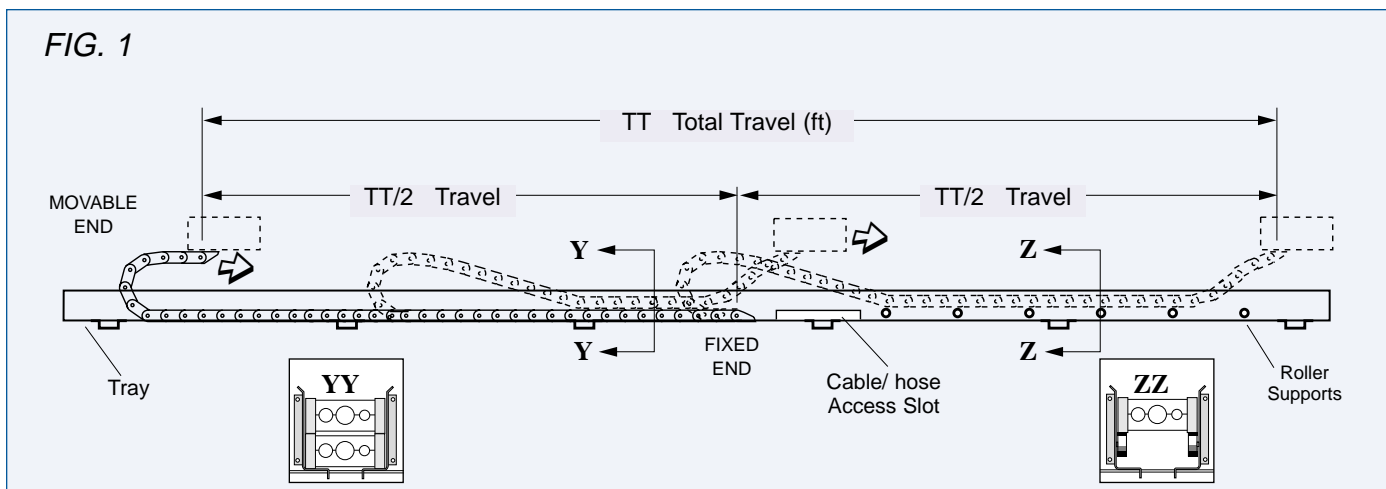 FIG. 1
TT Total Travel (ft)
TT/2 Travel
TT/2 Travel
MOVABLE
END
Y
Z
Y
Z
FIXED
END
Tray
YY
Cable/ hose
Access Slot
ZZ
Roller
Supports